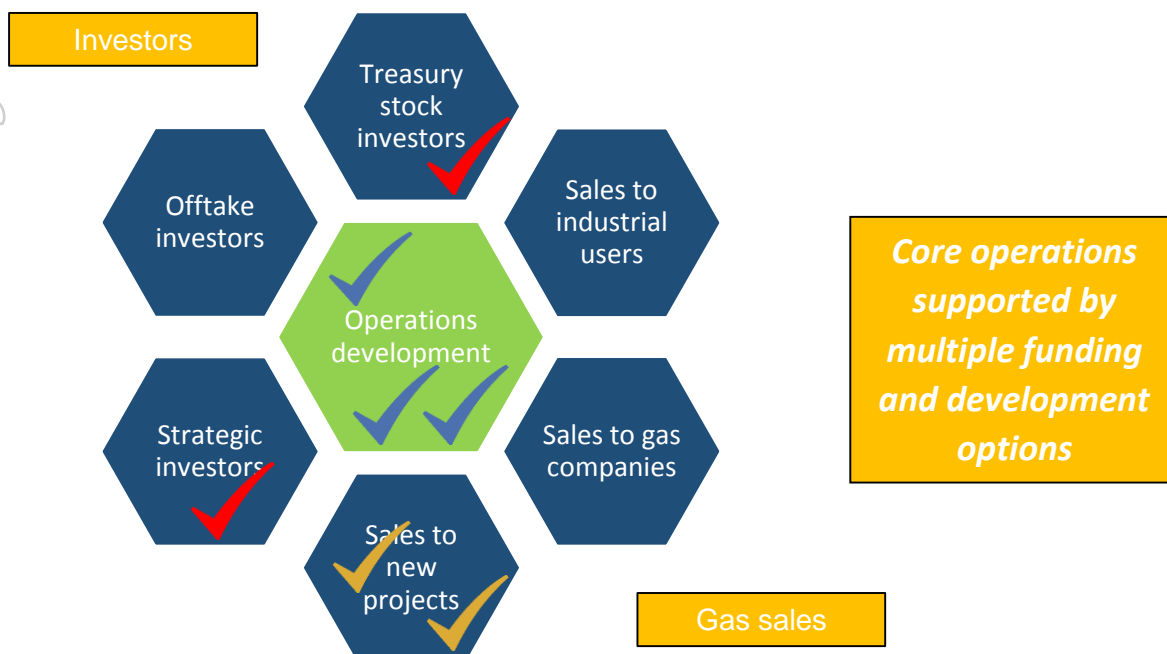 Investors
Treasury
stock
investors
Offtake
investors
Sales to
industrial
users
Operations
development
Strategic
investors
Sales to gas
companies
Sales to
new
projects
Gas sales
Core operations
supported by
multiple funding
and development
options